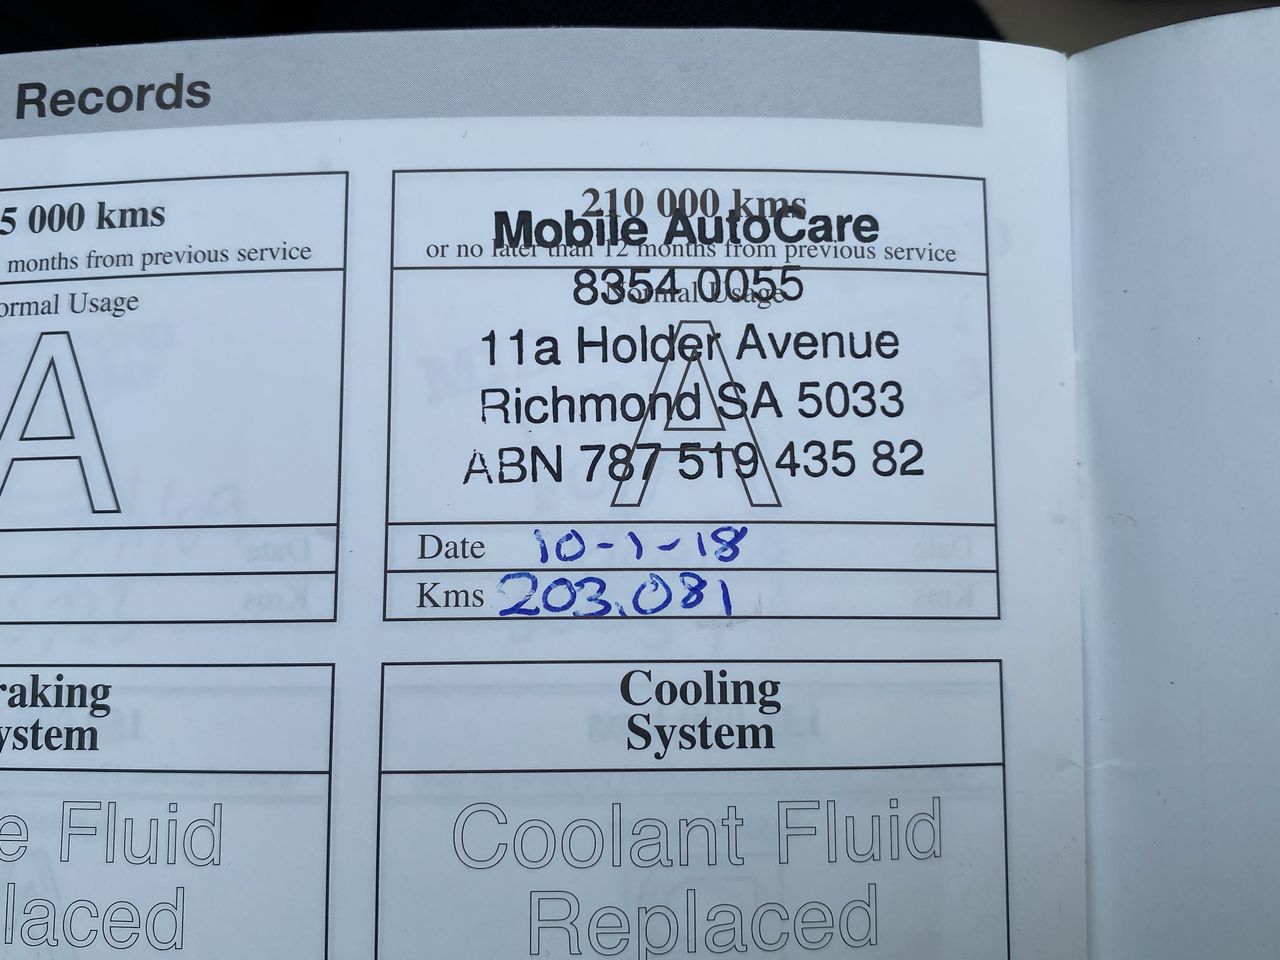 Records
5 000 kms
months from previous service
ormal Usage
A
210 000 kms
or no later than 12 months from previous service
Normal Usage
A
Mobile AutoCare
8354 0055
11a Holder Avenue
Richmond SA 5033
ABN 787 519 435 82
Date 10-1-18
Kms 203.081
raking
ystem
e Fluid
laced
Cooling
System
Coolant Fluid
Replaced